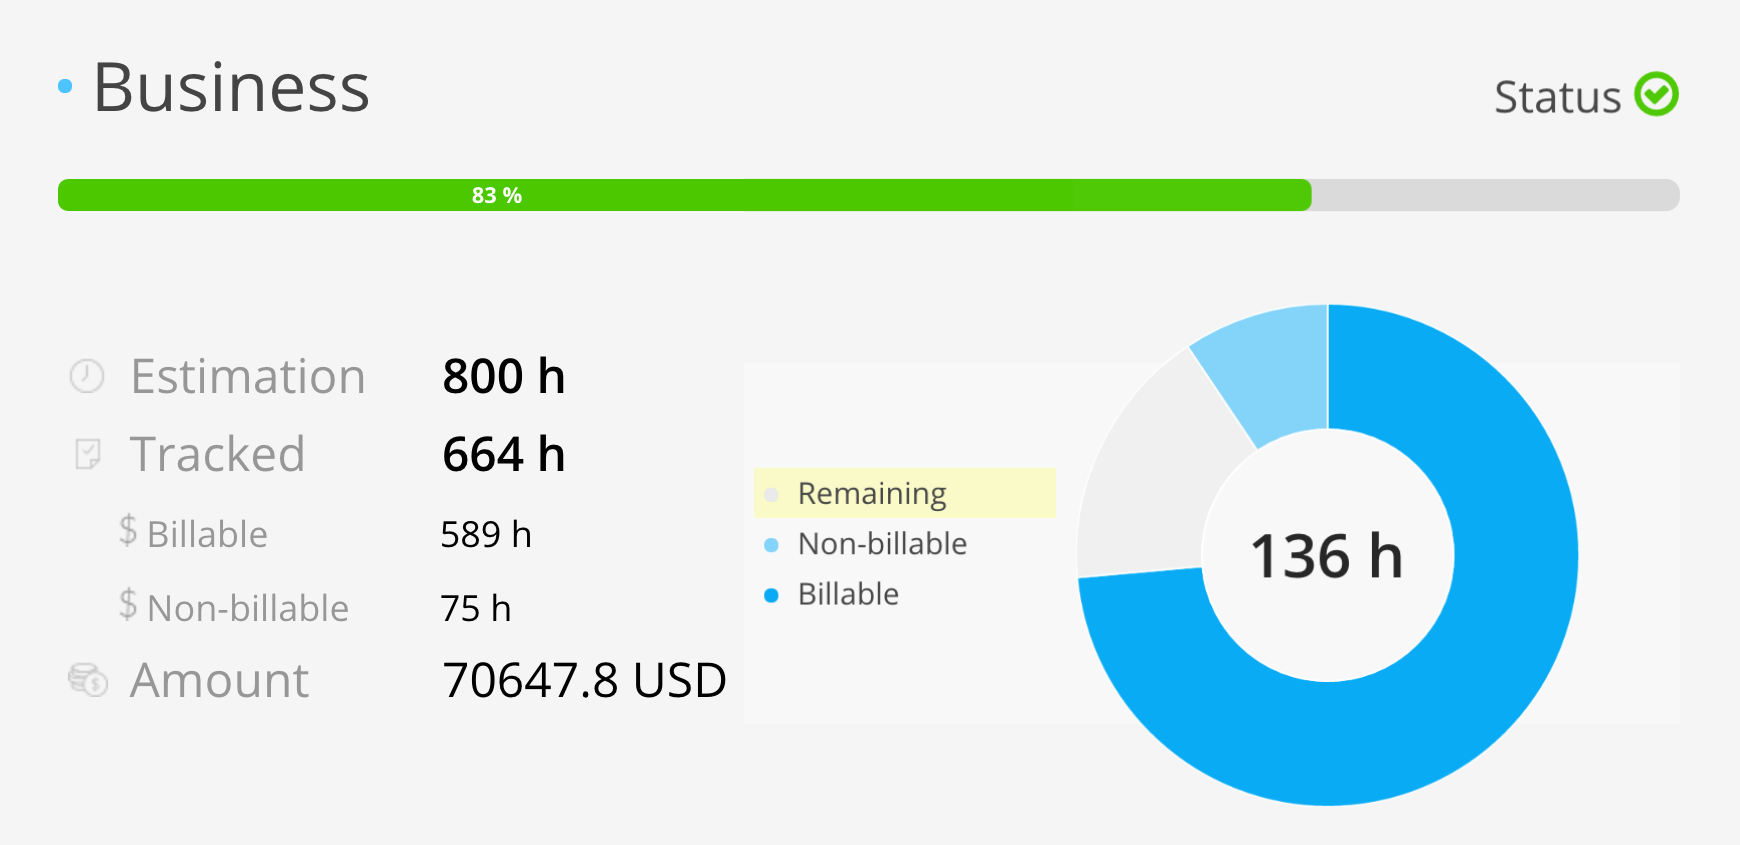 Business
Status
83 %
Estimation 800 h
Tracked 664 h
$ Billable 589 h
$ Non-billable 75 h
Amount 70647.8 USD
Remaining
Non-billable
Billable
136 h